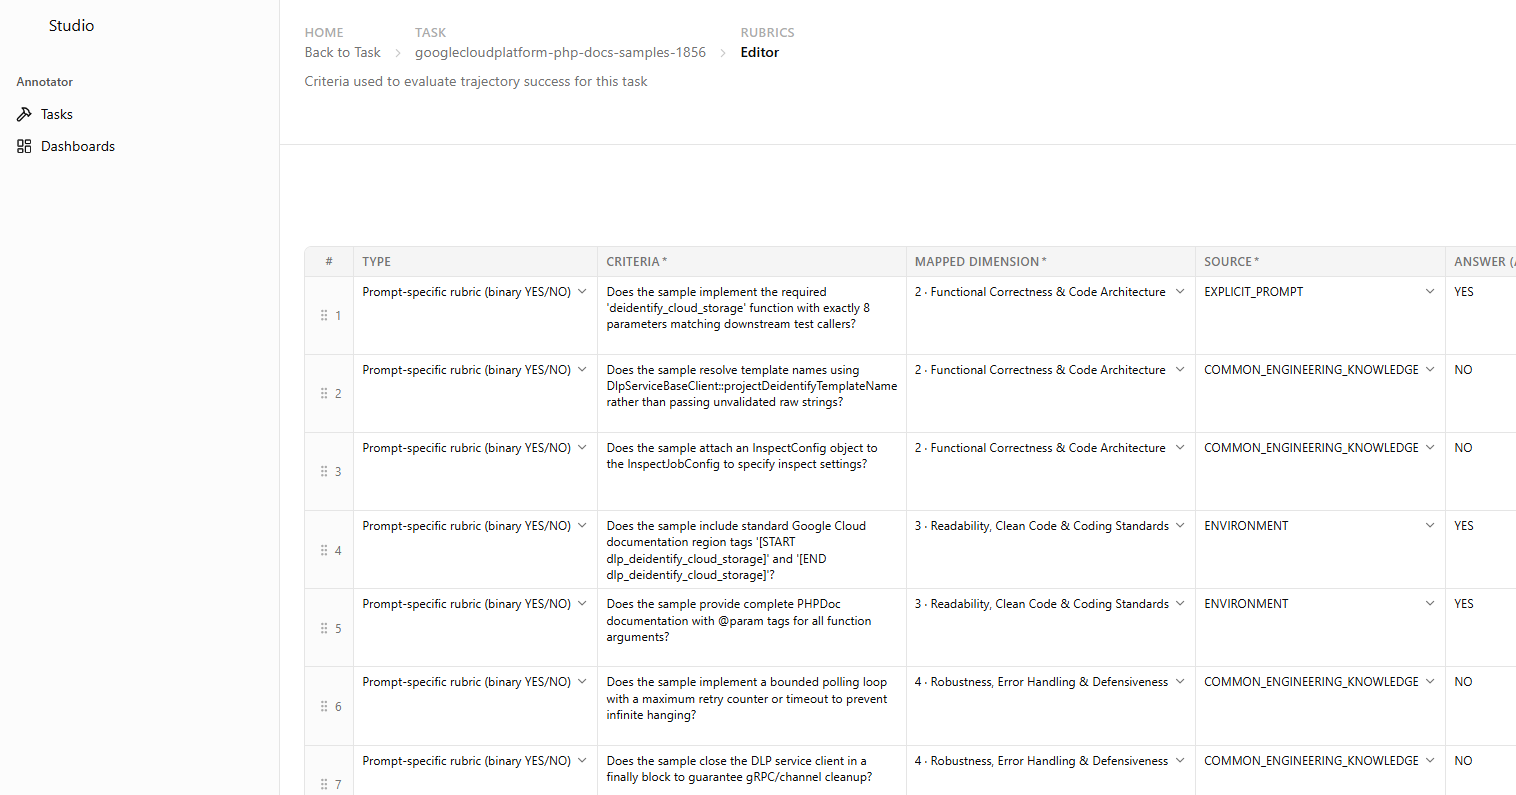 Studio
Annotator
Tasks
Dashboards
HOME
TASK
RUBRICS
Back to Task
googlecloudplatform-php-docs-samples-1856
Editor
Criteria used to evaluate trajectory success for this task
# TYPE CRITERIA * MAPPED DIMENSION * SOURCE * ANSWER (
1
Prompt-specific rubric (binary YES/NO)
Does the sample implement the required
'deidentify_cloud_storage' function with exactly 8
parameters matching downstream test callers?
2 · Functional Correctness & Code Architecture
EXPLICIT_PROMPT
YES
2
Prompt-specific rubric (binary YES/NO)
Does the sample resolve template names using
DlpServiceBaseClient::projectDeidentifyTemplateName
rather than passing unvalidated raw strings?
2 · Functional Correctness & Code Architecture
COMMON_ENGINEERING_KNOWLEDGE
NO
3
Prompt-specific rubric (binary YES/NO)
Does the sample attach an InspectConfig object to
the InspectJobConfig to specify inspect settings?
2 · Functional Correctness & Code Architecture
COMMON_ENGINEERING_KNOWLEDGE
NO
4
Prompt-specific rubric (binary YES/NO)
Does the sample include standard Google Cloud
documentation region tags '[START
dlp_deidentify_cloud_storage]' and '[END
dlp_deidentify_cloud_storage]'?
3 · Readability, Clean Code & Coding Standards
ENVIRONMENT
YES
5
Prompt-specific rubric (binary YES/NO)
Does the sample provide complete PHPDoc
documentation with @param tags for all function
arguments?
3 · Readability, Clean Code & Coding Standards
ENVIRONMENT
YES
6
Prompt-specific rubric (binary YES/NO)
Does the sample implement a bounded polling loop
with a maximum retry counter or timeout to prevent
infinite hanging?
4 · Robustness, Error Handling & Defensiveness
COMMON_ENGINEERING_KNOWLEDGE
NO
7
Prompt-specific rubric (binary YES/NO)
Does the sample close the DLP service client in a
finally block to guarantee gRPC/channel cleanup?
4 · Robustness, Error Handling & Defensiveness
COMMON_ENGINEERING_KNOWLEDGE
NO